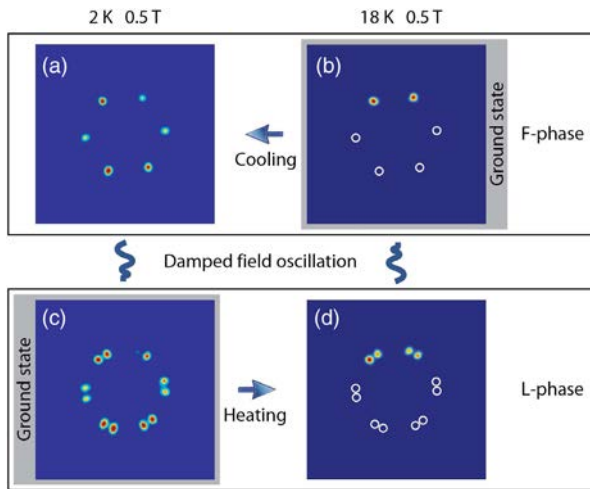 2 K 0.5 T
18 K 0.5 T
(a)
(b)
Cooling
Ground state
F-phase
Damped field oscillation
Ground state
(c)
(d)
Heating
L-phase